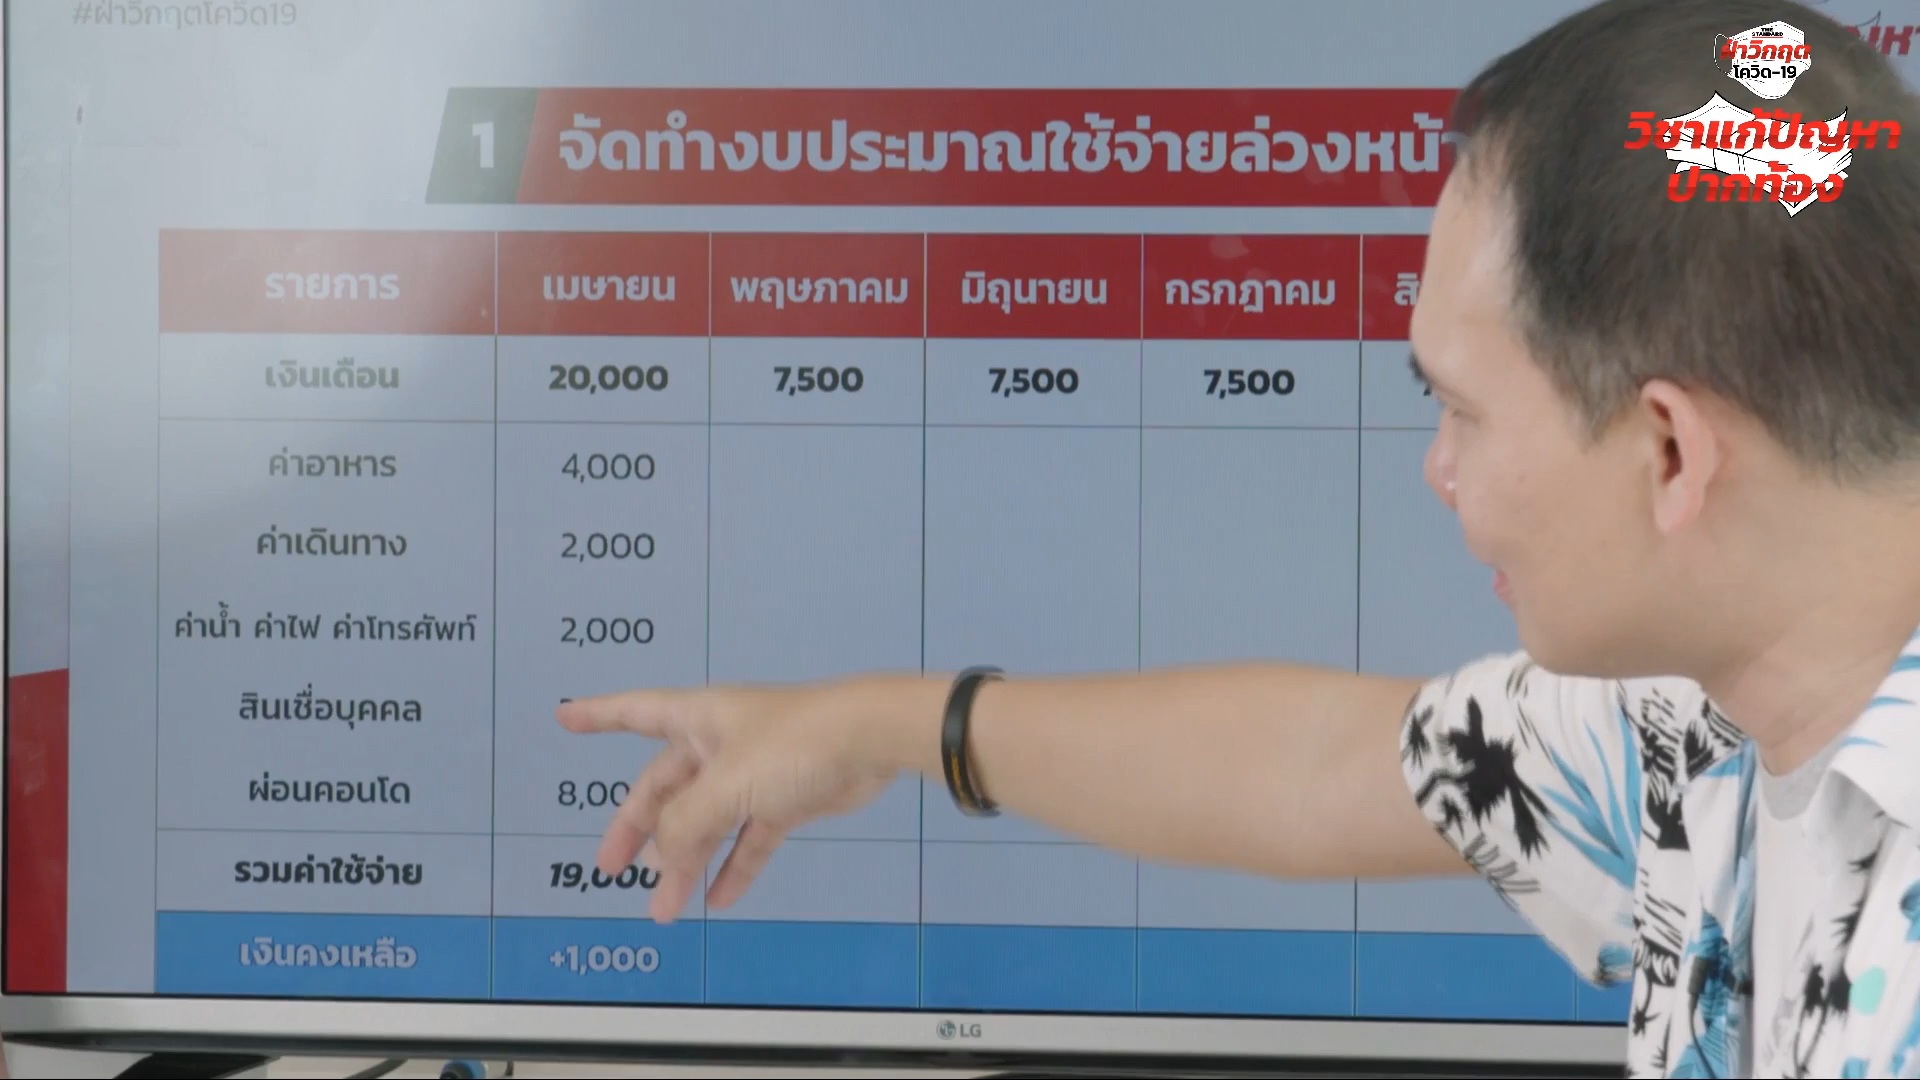 #ฝ่าวิกฤตโควิด19
THE STANDARD
ฝ่าวิกฤต
โควิด-19
วิชาแก้ปัญหา
ปากท้อง
1 จัดทำงบประมาณใช้จ่ายล่วงหน้า
รายการ เมษายน พฤษภาคม มิถุนายน กรกฎาคม
เงินเดือน 20,000 7,500 7,500 7,500
ค่าอาหาร 4,000
ค่าเดินทาง 2,000
ค่าน้ำ ค่าไฟ ค่าโทรศัพท์ 2,000
สินเชื่อบุคคล
ผ่อนคอนโด 8,00
รวมค่าใช้จ่าย 19,000
เงินคงเหลือ +1,000
LG